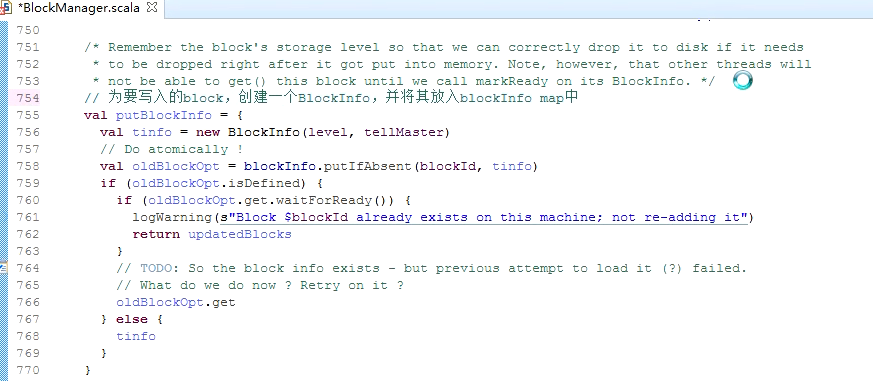 *BlockManager.scala
750
751 /* Remember the block's storage level so that we can correctly drop it to disk if it needs
752 * to be dropped right after it got put into memory. Note, however, that other threads will
753 * not be able to get() this block until we call markReady on its BlockInfo. */
754 // 为要写入的block，创建一个BlockInfo，并将其放入blockInfo map中
755 val putBlockInfo = {
756 val tinfo = new BlockInfo(level, tellMaster)
757 // Do atomically !
758 val oldBlockOpt = blockInfo.putIfAbsent(blockId, tinfo)
759 if (oldBlockOpt.isDefined) {
760 if (oldBlockOpt.get.waitForReady()) {
761 logWarning(s"Block $blockId already exists on this machine; not re-adding it")
762 return updatedBlocks
763 }
764 // TODO: So the block info exists - but previous attempt to load it (?) failed.
765 // What do we do now ? Retry on it ?
766 oldBlockOpt.get
767 } else {
768 tinfo
769 }
770 }